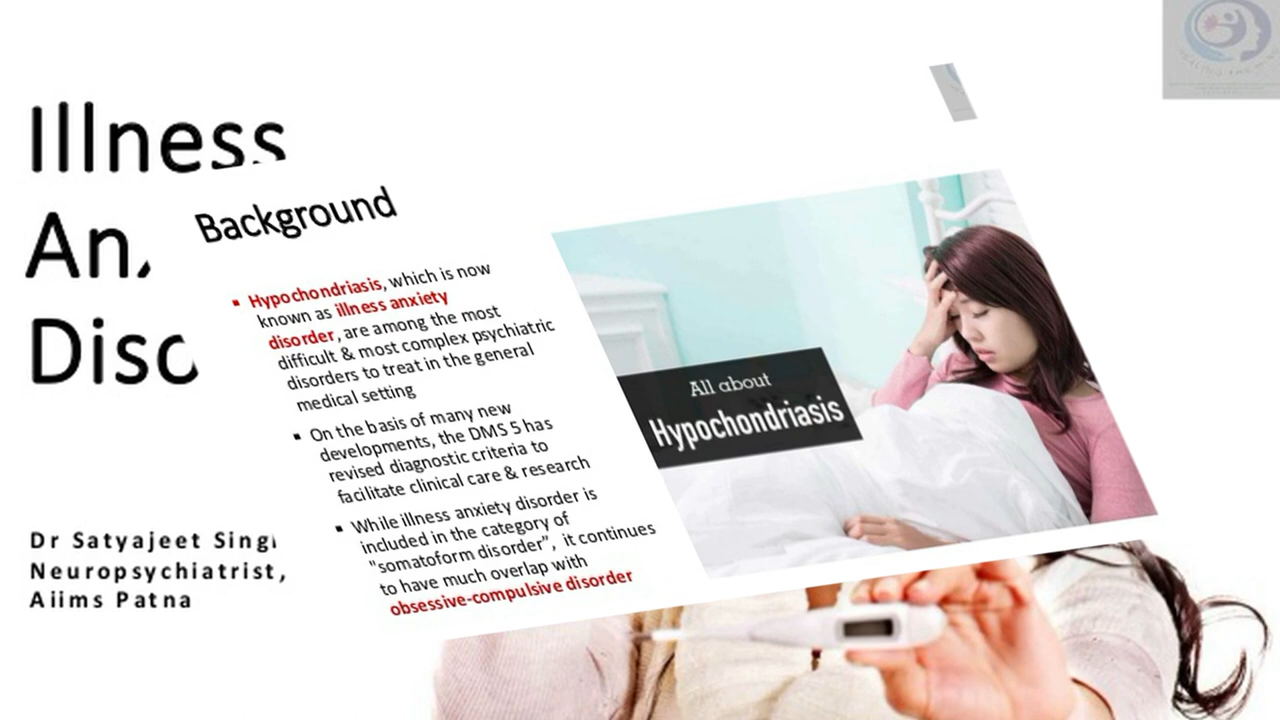 Illness
Disc
Dr Satyajeet
Neuropsychiatrist,
Aiims Patna
Background
▪ Hypochondriasis, which is now
known as illness anxiety
disorder, are among the most
difficult & most complex psychiatric
disorders to treat in the general
medical setting
▪ On the basis of many new
developments, the DMS 5 has
revised diagnostic criteria to
facilitate clinical care & research
▪ While illness anxiety disorder is
included in the category of
"somatoform disorder", it continues
to have much overlap with
obsessive-compulsive disorder
All about
Hypochondriasis